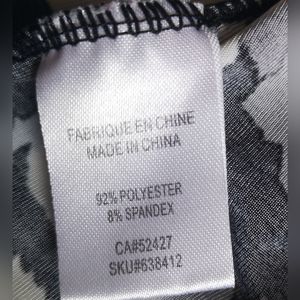 FABRIQUE EN CHINE
MADE IN CHINA
92% POLYESTER
8% SPANDEX
CA#52427
SKU#638412